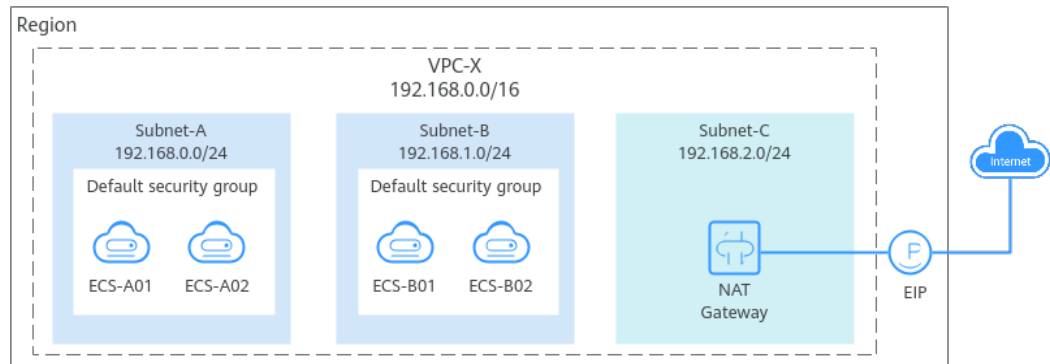 Region
VPC-X
192.168.0.0/16
Subnet-A
192.168.0.0/24
Default security group
ECS-A01
ECS-A02
Subnet-B
192.168.1.0/24
Default security group
ECS-B01
ECS-B02
Subnet-C
192.168.2.0/24
NAT
Gateway
EIP
Internet